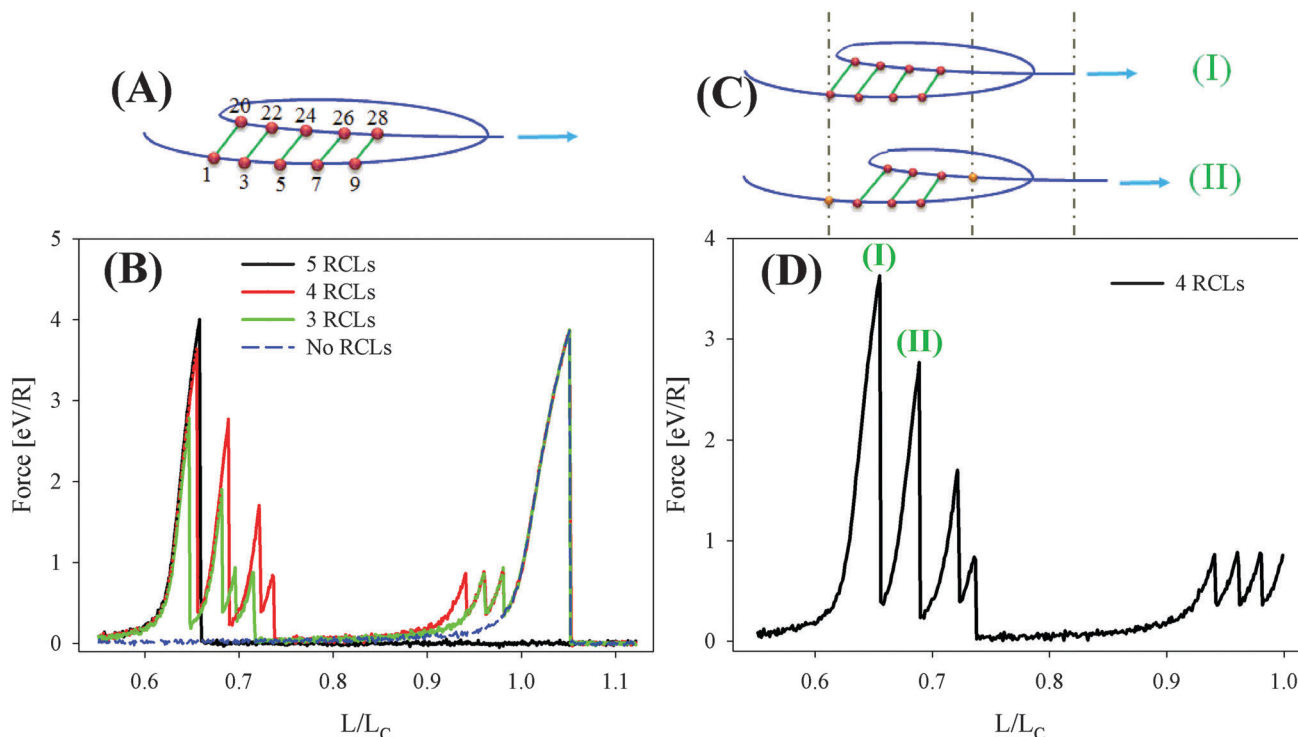 (A)
20
22
24
26
28
1
3
5
7
9
(C)
(I)
(II)
(B)
5 RCLs
4 RCLs
3 RCLs
No RCLs
Force [eV/R]
5
4
3
2
1
0
0.6
0.7
0.8
0.9
1.0
1.1
L/L_C
(D)
(I)
(II)
4 RCLs
Force [eV/R]
4
3
2
1
0
0.6
0.7
0.8
0.9
1.0
L/L_C